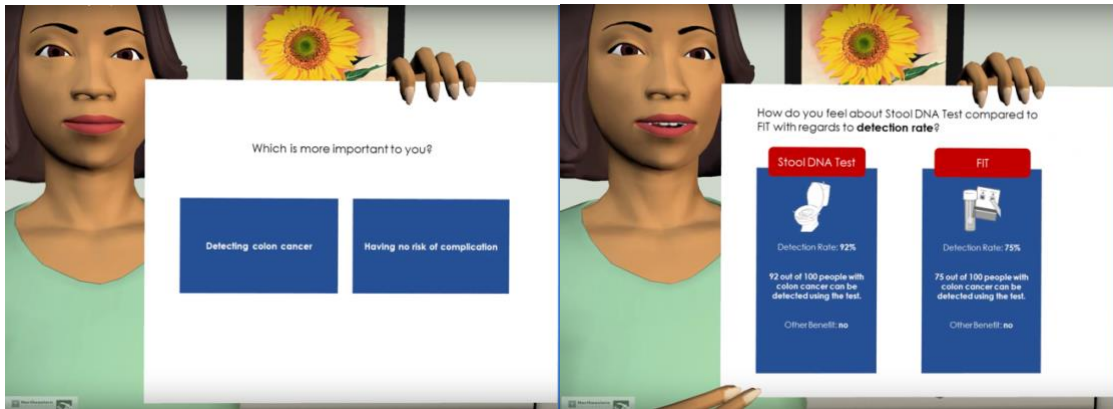 Which is more important to you?
Detecting colon cancer
Having no risk of complication
Northeastern
How do you feel about Stool DNA Test compared to
FIT with regards to detection rate?
Stool DNA Test
Detection Rate: 92%
92 out of 100 people with
colon cancer can be
detected using the test.
Other Benefit: no
FIT
Detection Rate: 75%
75 out of 100 people with
colon cancer can be
detected using the test.
Other Benefit: no
Northeastern